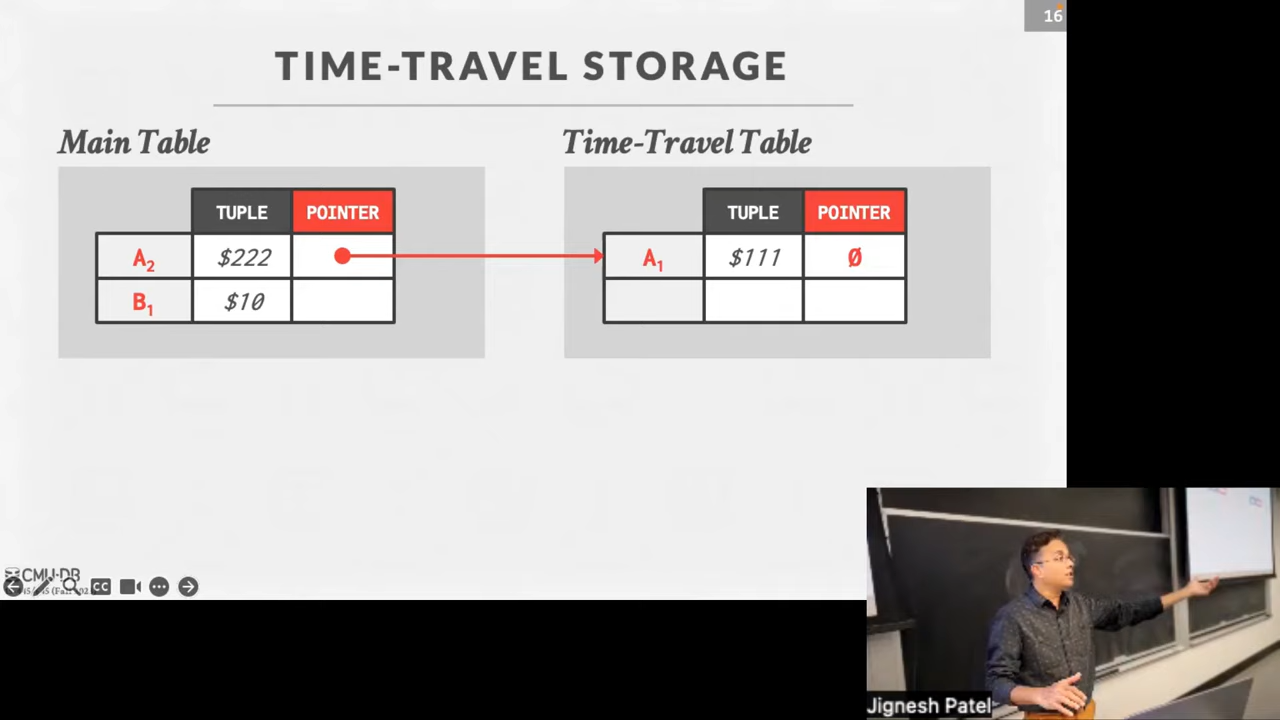 16
TIME-TRAVEL STORAGE
Main Table
Time-Travel Table
TUPLE POINTER
A2 $222
B1 $10
TUPLE POINTER
A1 $111 Ø
CMU-DB
CC
Jignesh Patel